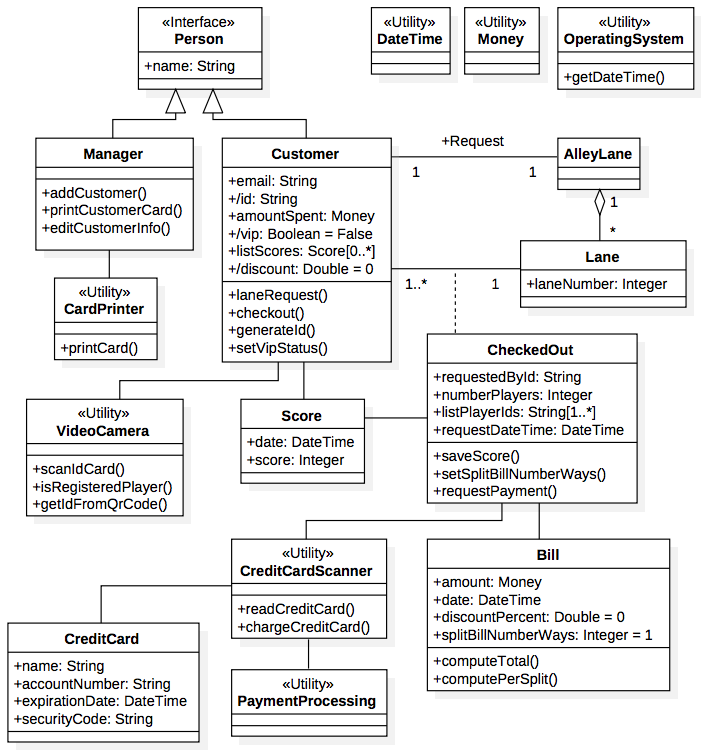 «Interface»
Person
+name: String
«Utility»
DateTime
«Utility»
Money
«Utility»
OperatingSystem
+getDateTime()
Manager
+addCustomer()
+printCustomerCard()
+editCustomerInfo()
Customer
+email: String
+/id: String
+amountSpent: Money
+/vip: Boolean = False
+listScores: Score[0..*]
+/discount: Double = 0
+laneRequest()
+checkout()
+generateId()
+setVipStatus()
+Request
1
1
AlleyLane
1
*
Lane
+laneNumber: Integer
1..*
1
«Utility»
CardPrinter
+printCard()
CheckedOut
+requestedById: String
+numberPlayers: Integer
+listPlayerIds: String[1..*]
+requestDateTime: DateTime
+saveScore()
+setSplitBillNumberWays()
+requestPayment()
«Utility»
VideoCamera
+scanIdCard()
+isRegisteredPlayer()
+getIdFromQrCode()
Score
+date: DateTime
+score: Integer
«Utility»
CreditCardScanner
+readCreditCard()
+chargeCreditCard()
Bill
+amount: Money
+date: DateTime
+discountPercent: Double = 0
+splitBillNumberWays: Integer = 1
+computeTotal()
+computePerSplit()
CreditCard
+name: String
+accountNumber: String
+expirationDate: DateTime
+securityCode: String
«Utility»
PaymentProcessing